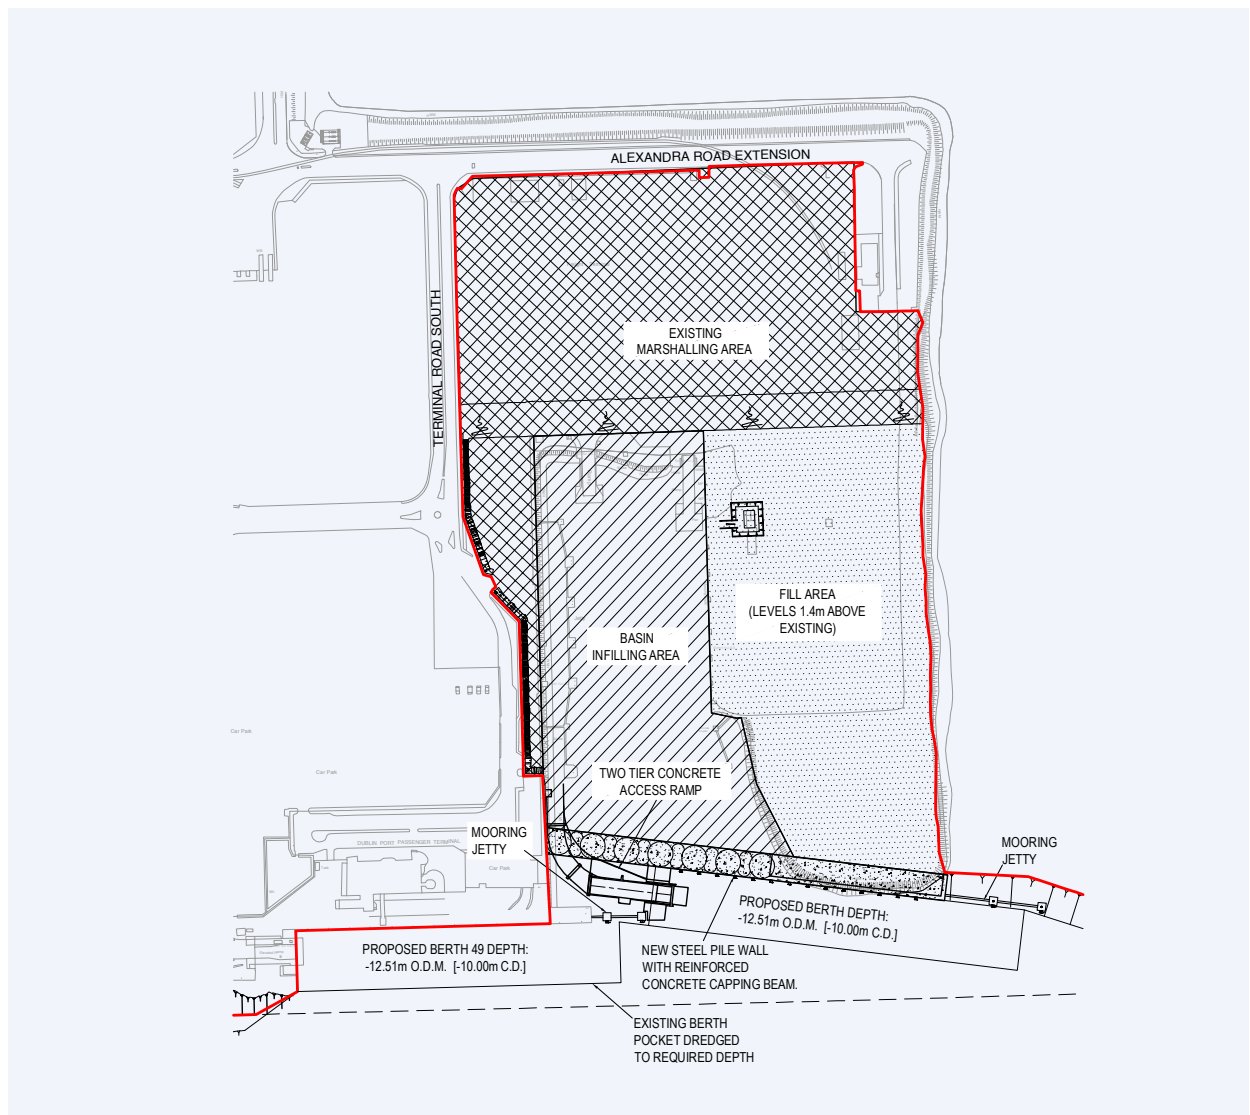 ALEXANDRA ROAD EXTENSION
TERMINAL ROAD SOUTH
EXISTING
MARSHALLING AREA
FILL AREA
(LEVELS 1.4m ABOVE
EXISTING)
BASIN
INFILLING AREA
Car Park
Car Park
TWO TIER CONCRETE
ACCESS RAMP
MOORING
JETTY
DUBLIN PORT PASSENGER TERMINAL
Car Park
MOORING
JETTY
PROPOSED BERTH DEPTH:
-12.51m O.D.M. [-10.00m C.D.]
PROPOSED BERTH 49 DEPTH:
-12.51m O.D.M. [-10.00m C.D.]
NEW STEEL PILE WALL
WITH REINFORCED
CONCRETE CAPPING BEAM.
EXISTING BERTH
POCKET DREDGED
TO REQUIRED DEPTH